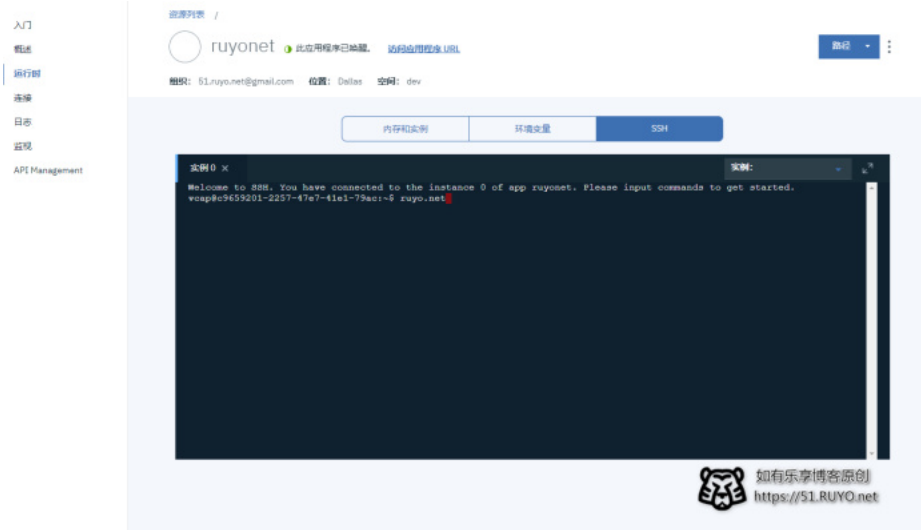 入门
概述
运行时
连接
日志
监视
API Management
资源列表 /
ruyonet 此应用程序已唤醒。 访问应用程序 URL
路径
组织: 51.ruyo.net@gmail.com 位置: Dallas 空间: dev
内存和实例 环境变量 SSH
实例 0 × 实例:
Welcome to SSH. You have connected to the instance 0 of app ruyonet. Please input commands to get started.
vcap@c9659201-2257-47e7-41e1-79ac:~$ ruyo.net
如有乐享博客原创
https://51.RUYO.net